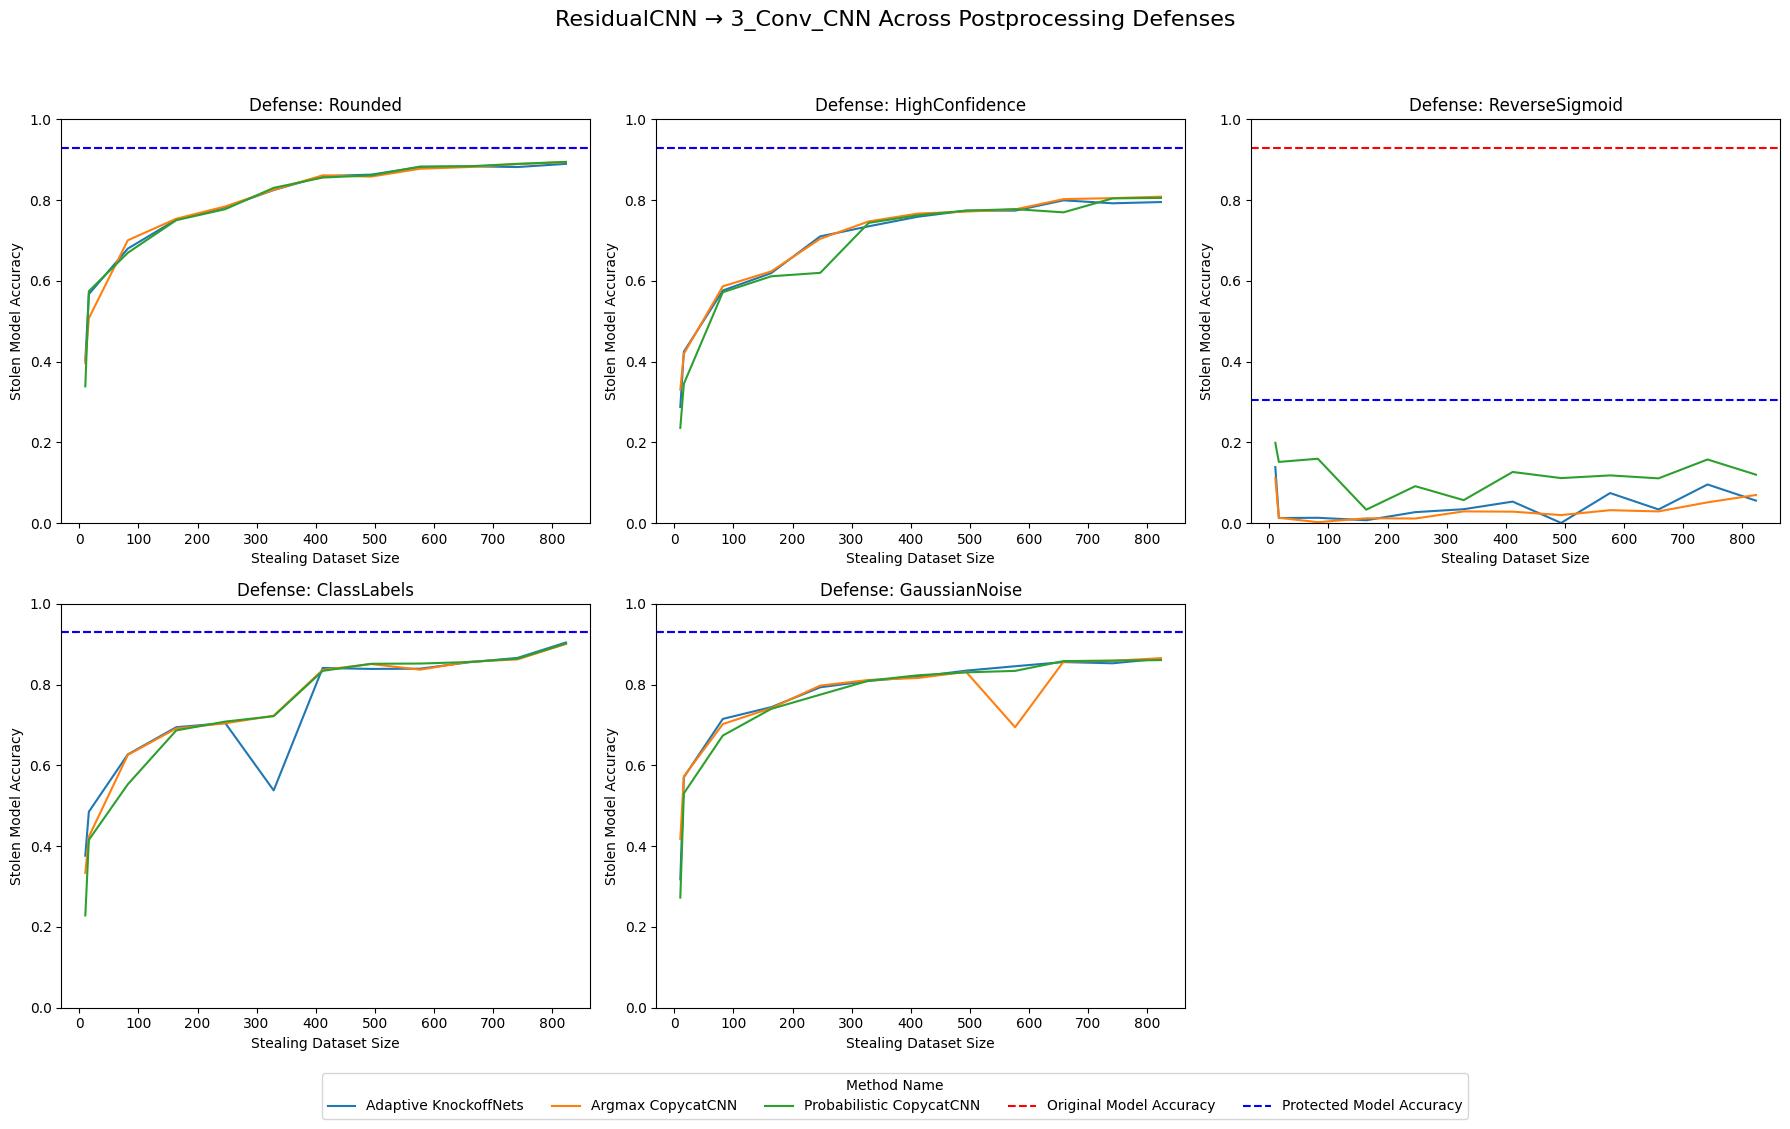 ResidualCNN → 3_Conv_CNN Across Postprocessing Defenses
Defense: Rounded
1.0
0.8
0.6
0.4
0.2
0.0
Stolen Model Accuracy
0 100 200 300 400 500 600 700 800
Stealing Dataset Size
Defense: HighConfidence
1.0
0.8
0.6
0.4
0.2
0.0
Stolen Model Accuracy
0 100 200 300 400 500 600 700 800
Stealing Dataset Size
Defense: ReverseSigmoid
1.0
0.8
0.6
0.4
0.2
0.0
Stolen Model Accuracy
0 100 200 300 400 500 600 700 800
Stealing Dataset Size
Defense: ClassLabels
1.0
0.8
0.6
0.4
0.2
0.0
Stolen Model Accuracy
0 100 200 300 400 500 600 700 800
Stealing Dataset Size
Defense: GaussianNoise
1.0
0.8
0.6
0.4
0.2
0.0
Stolen Model Accuracy
0 100 200 300 400 500 600 700 800
Stealing Dataset Size
Method Name
Adaptive KnockoffNets Argmax CopycatCNN Probabilistic CopycatCNN Original Model Accuracy Protected Model Accuracy